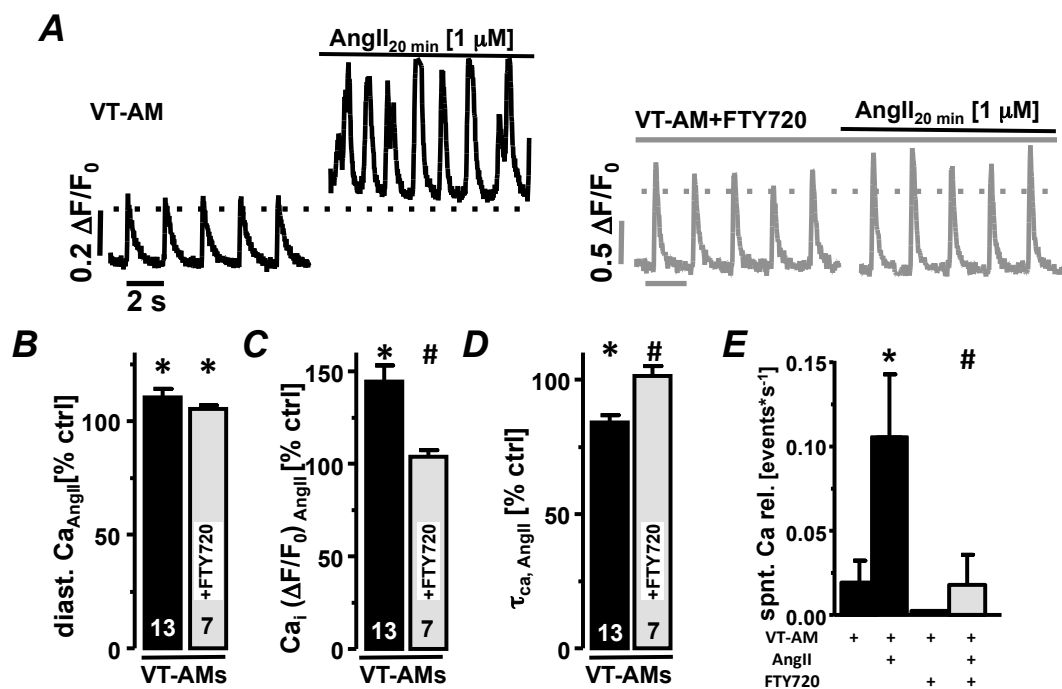 A
AngII20 min [1 μM]
VT-AM
0.2 ΔF/F0
2 s
VT-AM+FTY720
AngII20 min [1 μM]
0.5 ΔF/F0
B
diast. CaAngII[% ctrl]
100
50
0
*
*
13
7
+FTY720
VT-AMs
C
Cai (ΔF/F0) AngII [% ctrl]
150
100
50
0
*
#
13
7
+FTY720
VT-AMs
D
τCa, AngII [% ctrl]
100
50
0
*
#
13
7
+FTY720
VT-AMs
E
spnt. Ca rel. [events*s-1]
0.15
0.10
0.05
0.00
*
#
VT-AM + + + +
AngII + +
FTY720 + +